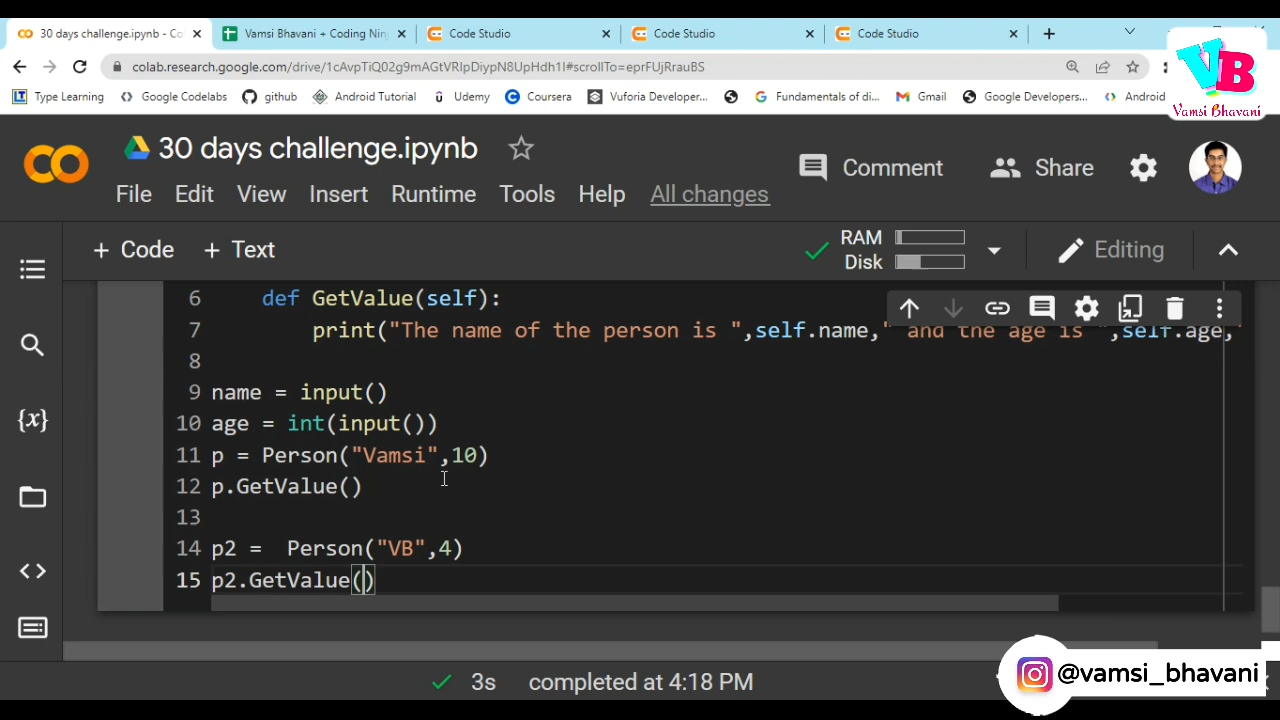 30 days challenge.ipynb - Co
Vamsi Bhavani + Coding Nin
Code Studio
Code Studio
Code Studio
colab.research.google.com/drive/1cAvpTiQ02g9mAGtVRlpDiypNPUpHdh1I#scrollTo=eprFUjRrauBS
Type Learning
Google Codelabs
github
Android Tutorial
Udemy
Coursera
Vuforia Developer...
Fundamentals of di...
Gmail
Google Developers...
Android
VB
Vamsi Bhavani
30 days challenge.ipynb
Comment
Share
File Edit View Insert Runtime Tools Help All changes
+ Code + Text
RAM
Disk
Editing
6 def GetValue(self):
7 print("The name of the person is ",self.name," and the age is ",self.age,"
8
9 name = input()
10 age = int(input())
11 p = Person("Vamsi",10)
12 p.GetValue()
13
14 p2 =  Person("VB",4)
15 p2.GetValue()
{x}
3s completed at 4:18 PM
@vamsi_bhavani